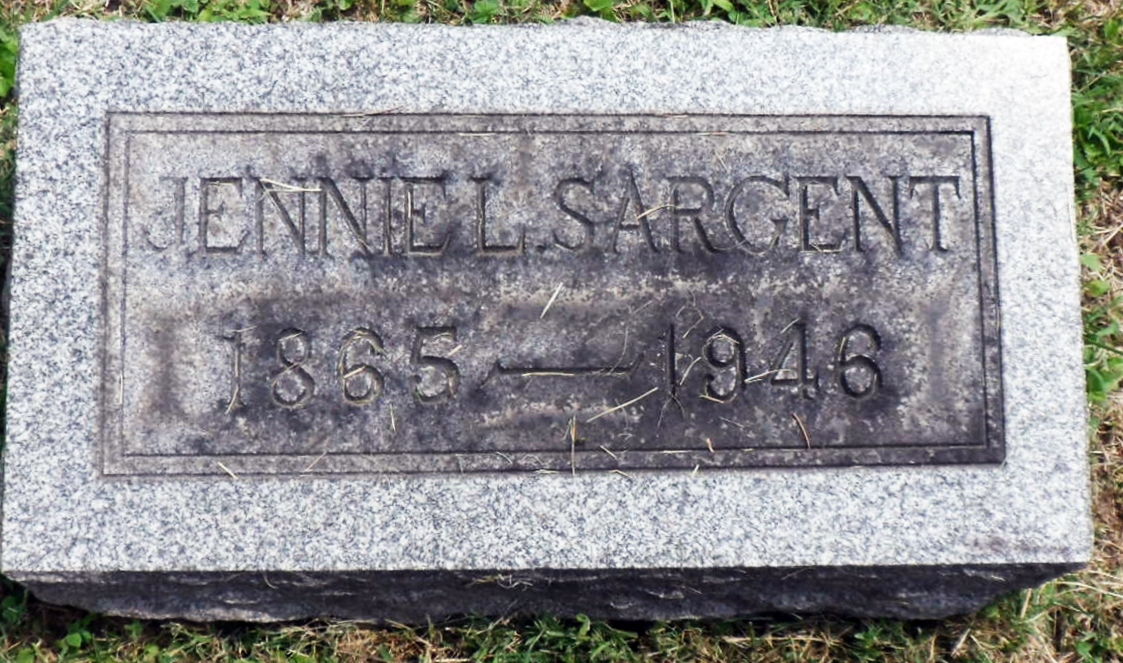 JENNIE L. SARGENT
1865 — 1946